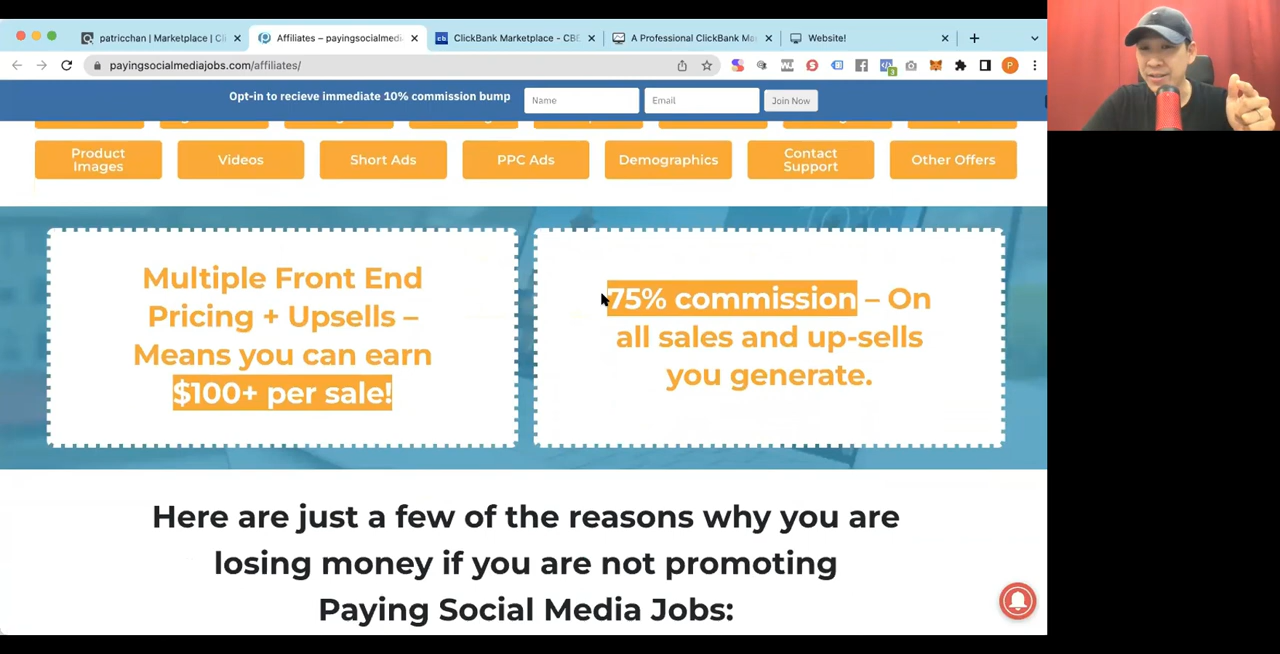 patricchan | Marketplace | Cli
Affiliates – payingsocialmedi
ClickBank Marketplace - CBE
A Professional ClickBank Ma
Website!
payingsocialmediajobs.com/affiliates/
Opt-in to recieve immediate 10% commission bump
Name
Email
Join Now
Product
Images
Videos
Short Ads
PPC Ads
Demographics
Contact
Support
Other Offers
Multiple Front End
Pricing + Upsells –
Means you can earn
$100+ per sale!
75% commission – On
all sales and up-sells
you generate.
Here are just a few of the reasons why you are
losing money if you are not promoting
Paying Social Media Jobs: